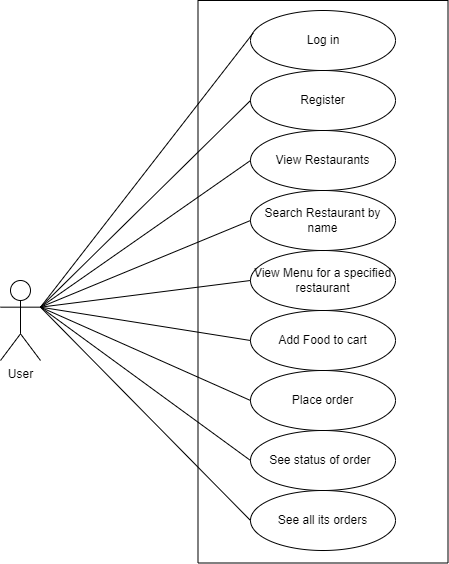 Log in
Register
View Restaurants
Search Restaurant by
name
View Menu for a specified
restaurant
Add Food to cart
User
Place order
See status of order
See all its orders